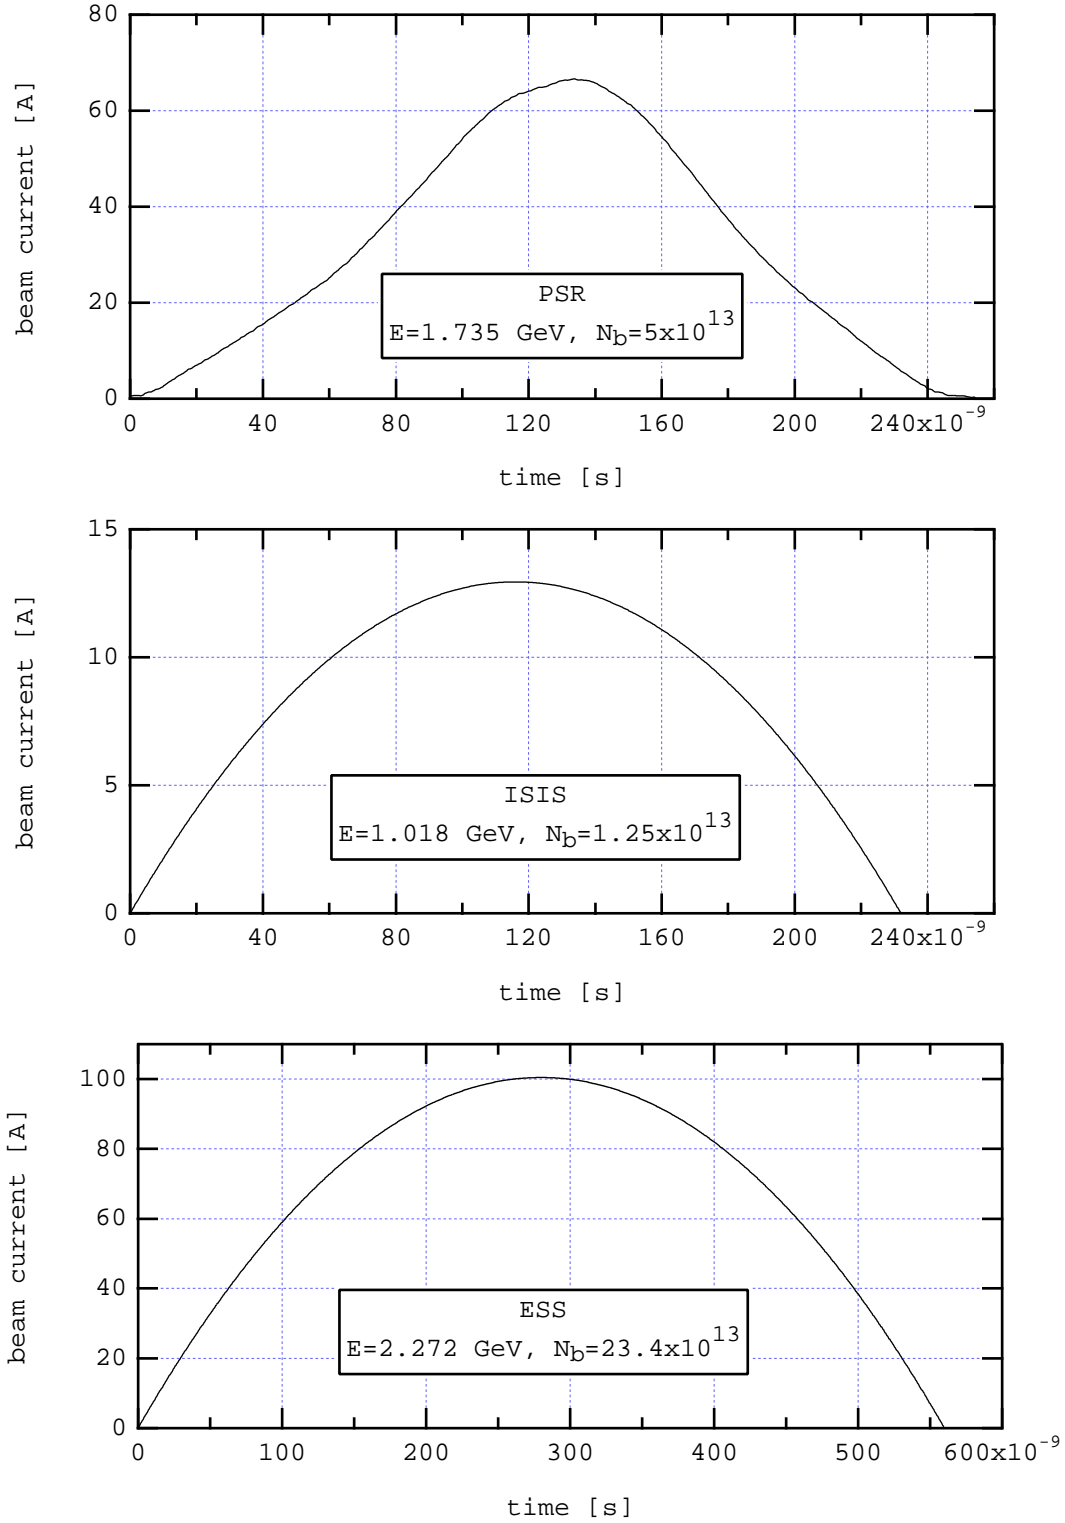 80
60
40
20
0
beam current [A]
PSR
E=1.735 GeV, Nb=5x10^13
0 40 80 120 160 200 240x10^-9
time [s]
15
10
5
0
beam current [A]
ISIS
E=1.018 GeV, Nb=1.25x10^13
0 40 80 120 160 200 240x10^-9
time [s]
100
80
60
40
20
0
beam current [A]
ESS
E=2.272 GeV, Nb=23.4x10^13
0 100 200 300 400 500 600x10^-9
time [s]